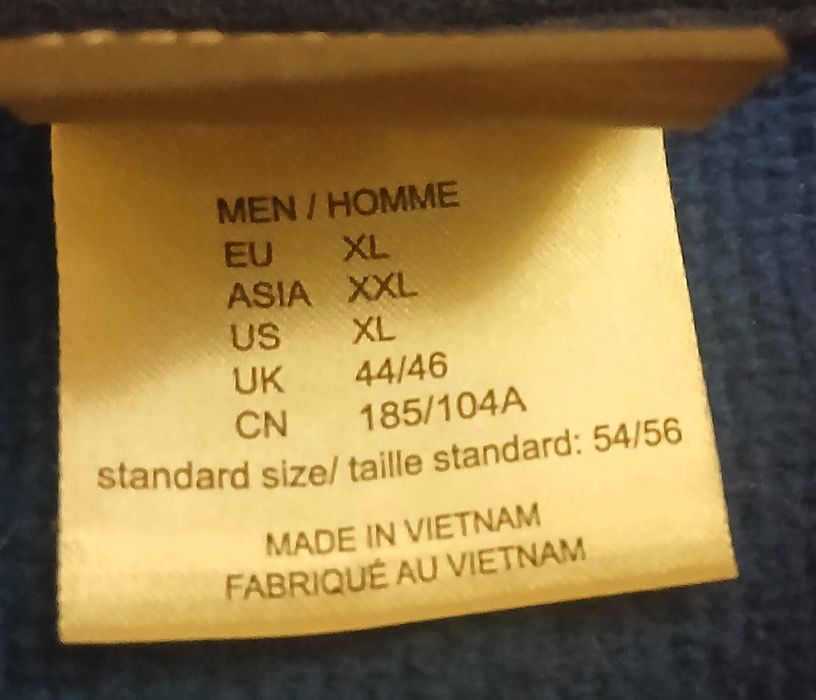 MEN / HOMME
EU XL
ASIA XXL
US XL
UK 44/46
CN 185/104A
standard size/ taille standard: 54/56
MADE IN VIETNAM
FABRIQUÉ AU VIETNAM